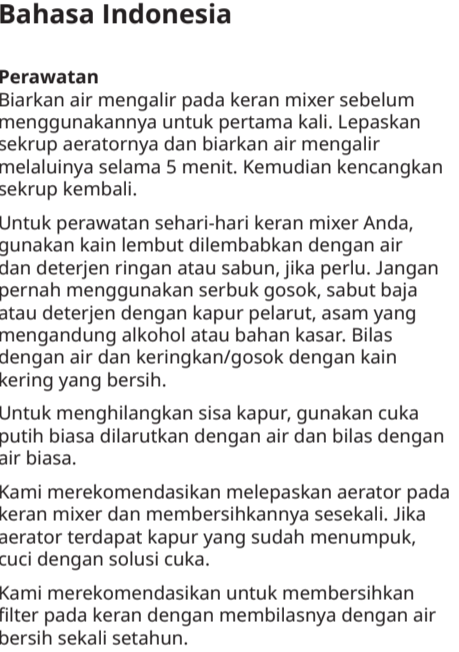 Bahasa Indonesia
Perawatan
Biarkan air mengalir pada keran mixer sebelum
menggunakannya untuk pertama kali. Lepaskan
sekrup aeratornya dan biarkan air mengalir
melaluinya selama 5 menit. Kemudian kencangkan
sekrup kembali.
Untuk perawatan sehari-hari keran mixer Anda,
gunakan kain lembut dilembabkan dengan air
dan deterjen ringan atau sabun, jika perlu. Jangan
pernah menggunakan serbuk gosok, sabut baja
atau deterjen dengan kapur pelarut, asam yang
mengandung alkohol atau bahan kasar. Bilas
dengan air dan keringkan/gosok dengan kain
kering yang bersih.
Untuk menghilangkan sisa kapur, gunakan cuka
putih biasa dilarutkan dengan air dan bilas dengan
air biasa.
Kami merekomendasikan melepaskan aerator pada
keran mixer dan membersihkannya sesekali. Jika
aerator terdapat kapur yang sudah menumpuk,
cuci dengan solusi cuka.
Kami merekomendasikan untuk membersihkan
filter pada keran dengan membilasnya dengan air
bersih sekali setahun.